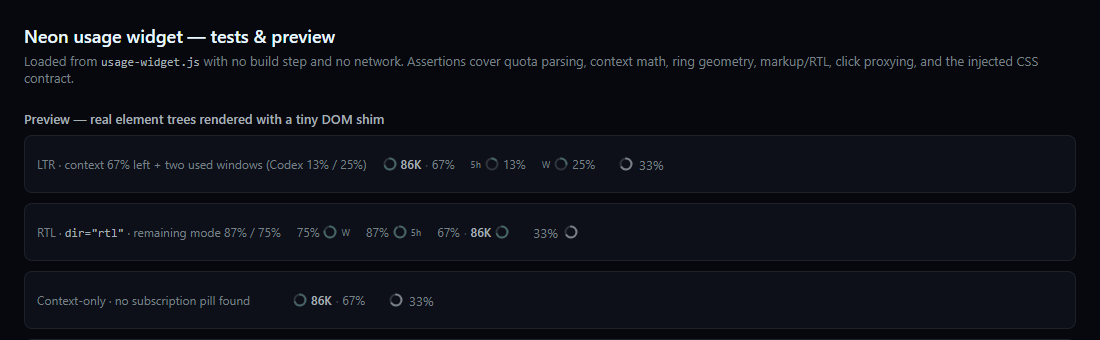 Neon usage widget — tests & preview
Loaded from usage-widget.js with no build step and no network. Assertions cover quota parsing, context math, ring geometry, markup/RTL, click proxying, and the injected CSS
contract.
Preview — real element trees rendered with a tiny DOM shim
LTR · context 67% left + two used windows (Codex 13% / 25%) 86K · 67% 5h 13% W 25% 33%
RTL · dir="rtl" · remaining mode 87% / 75% 75% W 87% 5h 67% · 86K 33%
Context-only · no subscription pill found 86K · 67% 33%